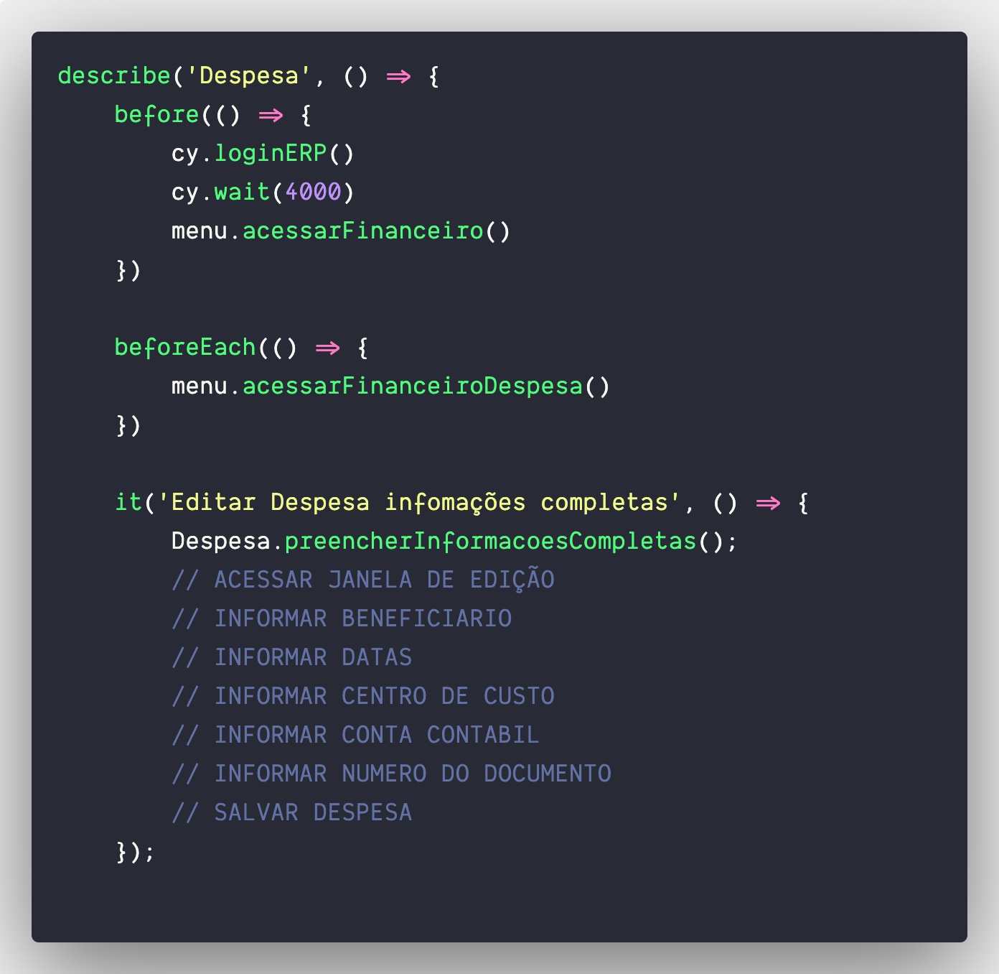 describe('Despesa', () => {
    before(() => {
        cy.loginERP()
        cy.wait(4000)
        menu.acessarFinanceiro()
    })

    beforeEach(() => {
        menu.acessarFinanceiroDespesa()
    })

    it('Editar Despesa infomações completas', () => {
        Despesa.preencherInformacoesCompletas();
        // ACESSAR JANELA DE EDIÇÃO
        // INFORMAR BENEFICIARIO
        // INFORMAR DATAS
        // INFORMAR CENTRO DE CUSTO
        // INFORMAR CONTA CONTABIL
        // INFORMAR NUMERO DO DOCUMENTO
        // SALVAR DESPESA
    });